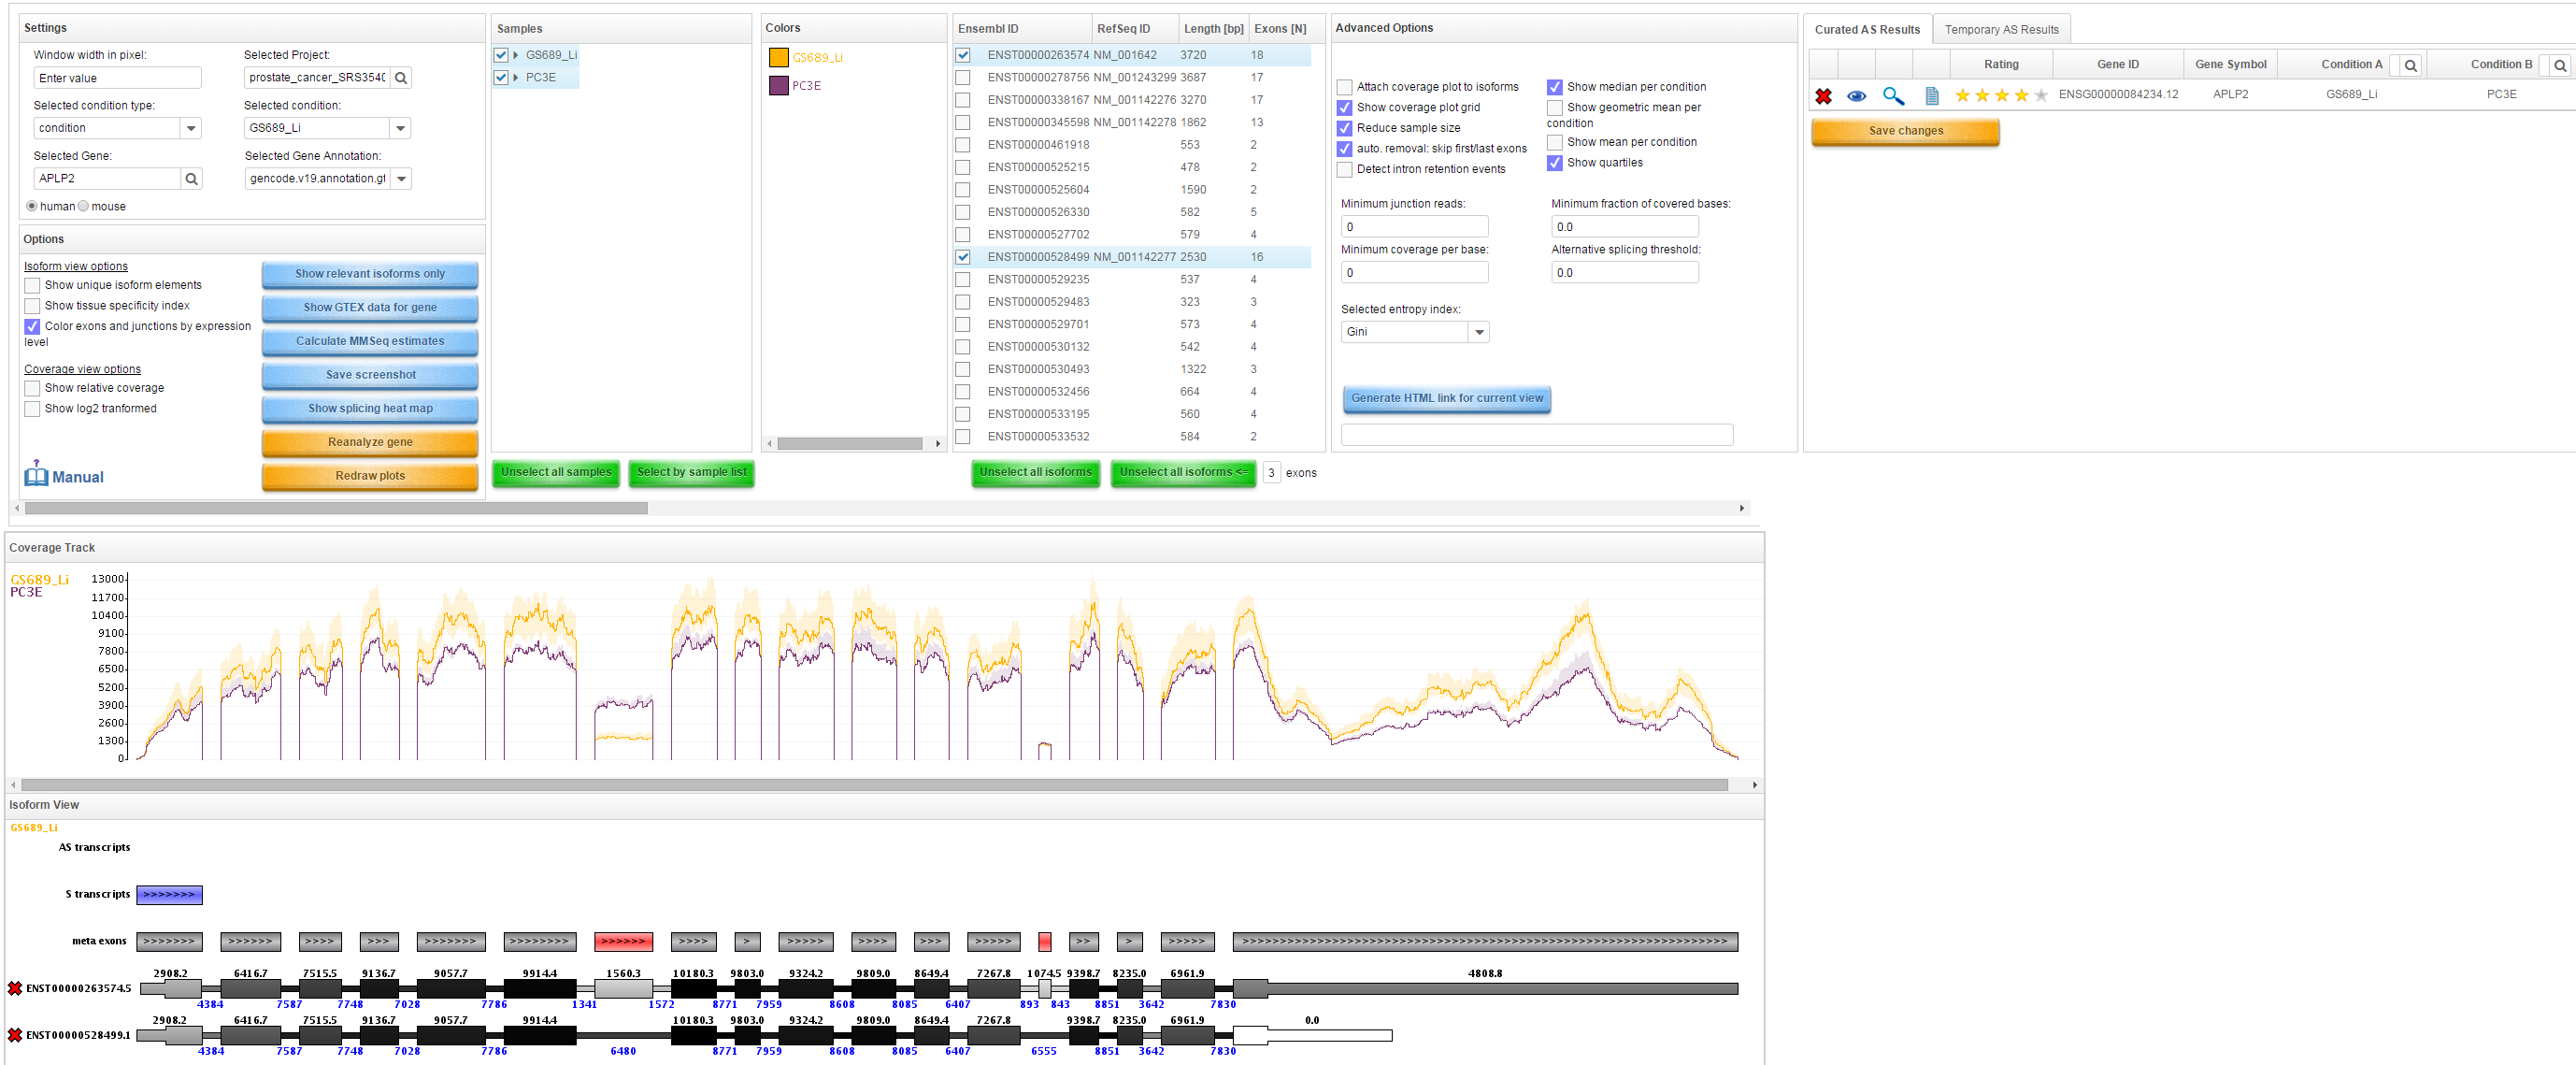 Settings
Window width in pixel:
Selected Project:
Enter value
prostate_cancer_SRS354(
Selected condition type:
Selected condition:
condition
GS689_Li
Selected Gene:
Selected Gene Annotation:
APLP2
gencode.v19.annotation.gt
human
mouse
Options
Isoform view options
Show unique isoform elements
Show tissue specificity index
Color exons and junctions by expression
level
Coverage view options
Show relative coverage
Show log2 tranformed
Manual
Show relevant isoforms only
Show GTEX data for gene
Calculate MMSeq estimates
Save screenshot
Show splicing heat map
Reanalyze gene
Redraw plots
Samples
GS689_Li
PC3E
Unselect all samples
Select by sample list
Colors
GS689_Li
PC3E
Ensembl ID RefSeq ID Length [bp] Exons [N]
ENST00000263574 NM_001642 3720 18
ENST00000278756 NM_001243299 3687 17
ENST00000338167 NM_001142276 3270 17
ENST00000345598 NM_001142278 1862 13
ENST00000461918 553 2
ENST00000525215 478 2
ENST00000525604 1590 2
ENST00000526330 582 5
ENST00000527702 579 4
ENST00000528499 NM_001142277 2530 16
ENST00000529235 537 4
ENST00000529483 323 3
ENST00000529701 573 4
ENST00000530132 542 4
ENST00000530493 1322 3
ENST00000532456 664 4
ENST00000533195 560 4
ENST00000533532 584 2
Unselect all isoforms
Unselect all isoforms <=
3 exons
Advanced Options
Attach coverage plot to isoforms
Show coverage plot grid
Reduce sample size
auto. removal: skip first/last exons
Detect intron retention events
Show median per condition
Show geometric mean per
condition
Show mean per condition
Show quartiles
Minimum junction reads:
Minimum fraction of covered bases:
0
0.0
Minimum coverage per base:
Alternative splicing threshold:
0
0.0
Selected entropy index:
Gini
Generate HTML link for current view
Curated AS Results
Temporary AS Results
Rating Gene ID Gene Symbol Condition A Condition B
ENSG00000084234.12 APLP2 GS689_Li PC3E
Save changes
Coverage Track
GS689_Li
PC3E
13000
11700
10400
9100
7800
6500
5200
3900
2600
1300
0
Isoform View
GS689_Li
AS transcripts
S transcripts >>>>>>>
meta exons >>>>>>> >>>>>> >>>> >>> >>>>>>> >>>>>>>> >>>>>> >>>> > >>>>> >>>> >>> >>>>> >> > >>>>>
2908.2 6416.7 7515.5 9136.7 9057.7 9914.4 1560.3 10180.3 9803.0 9324.2 9809.0 8649.4 7267.8 1074.5 9398.7 8235.0 6961.9 4808.8
ENST00000263574.5
4384 7587 7748 7028 7786 1341 1572 8771 7959 8608 8085 6407 893 843 8851 3642 7830
2908.2 6416.7 7515.5 9136.7 9057.7 9914.4 10180.3 9803.0 9324.2 9809.0 8649.4 7267.8 9398.7 8235.0 6961.9 0.0
ENST00000528499.1
4384 7587 7748 7028 7786 6480 8771 7959 8608 8085 6407 6555 8851 3642 7830